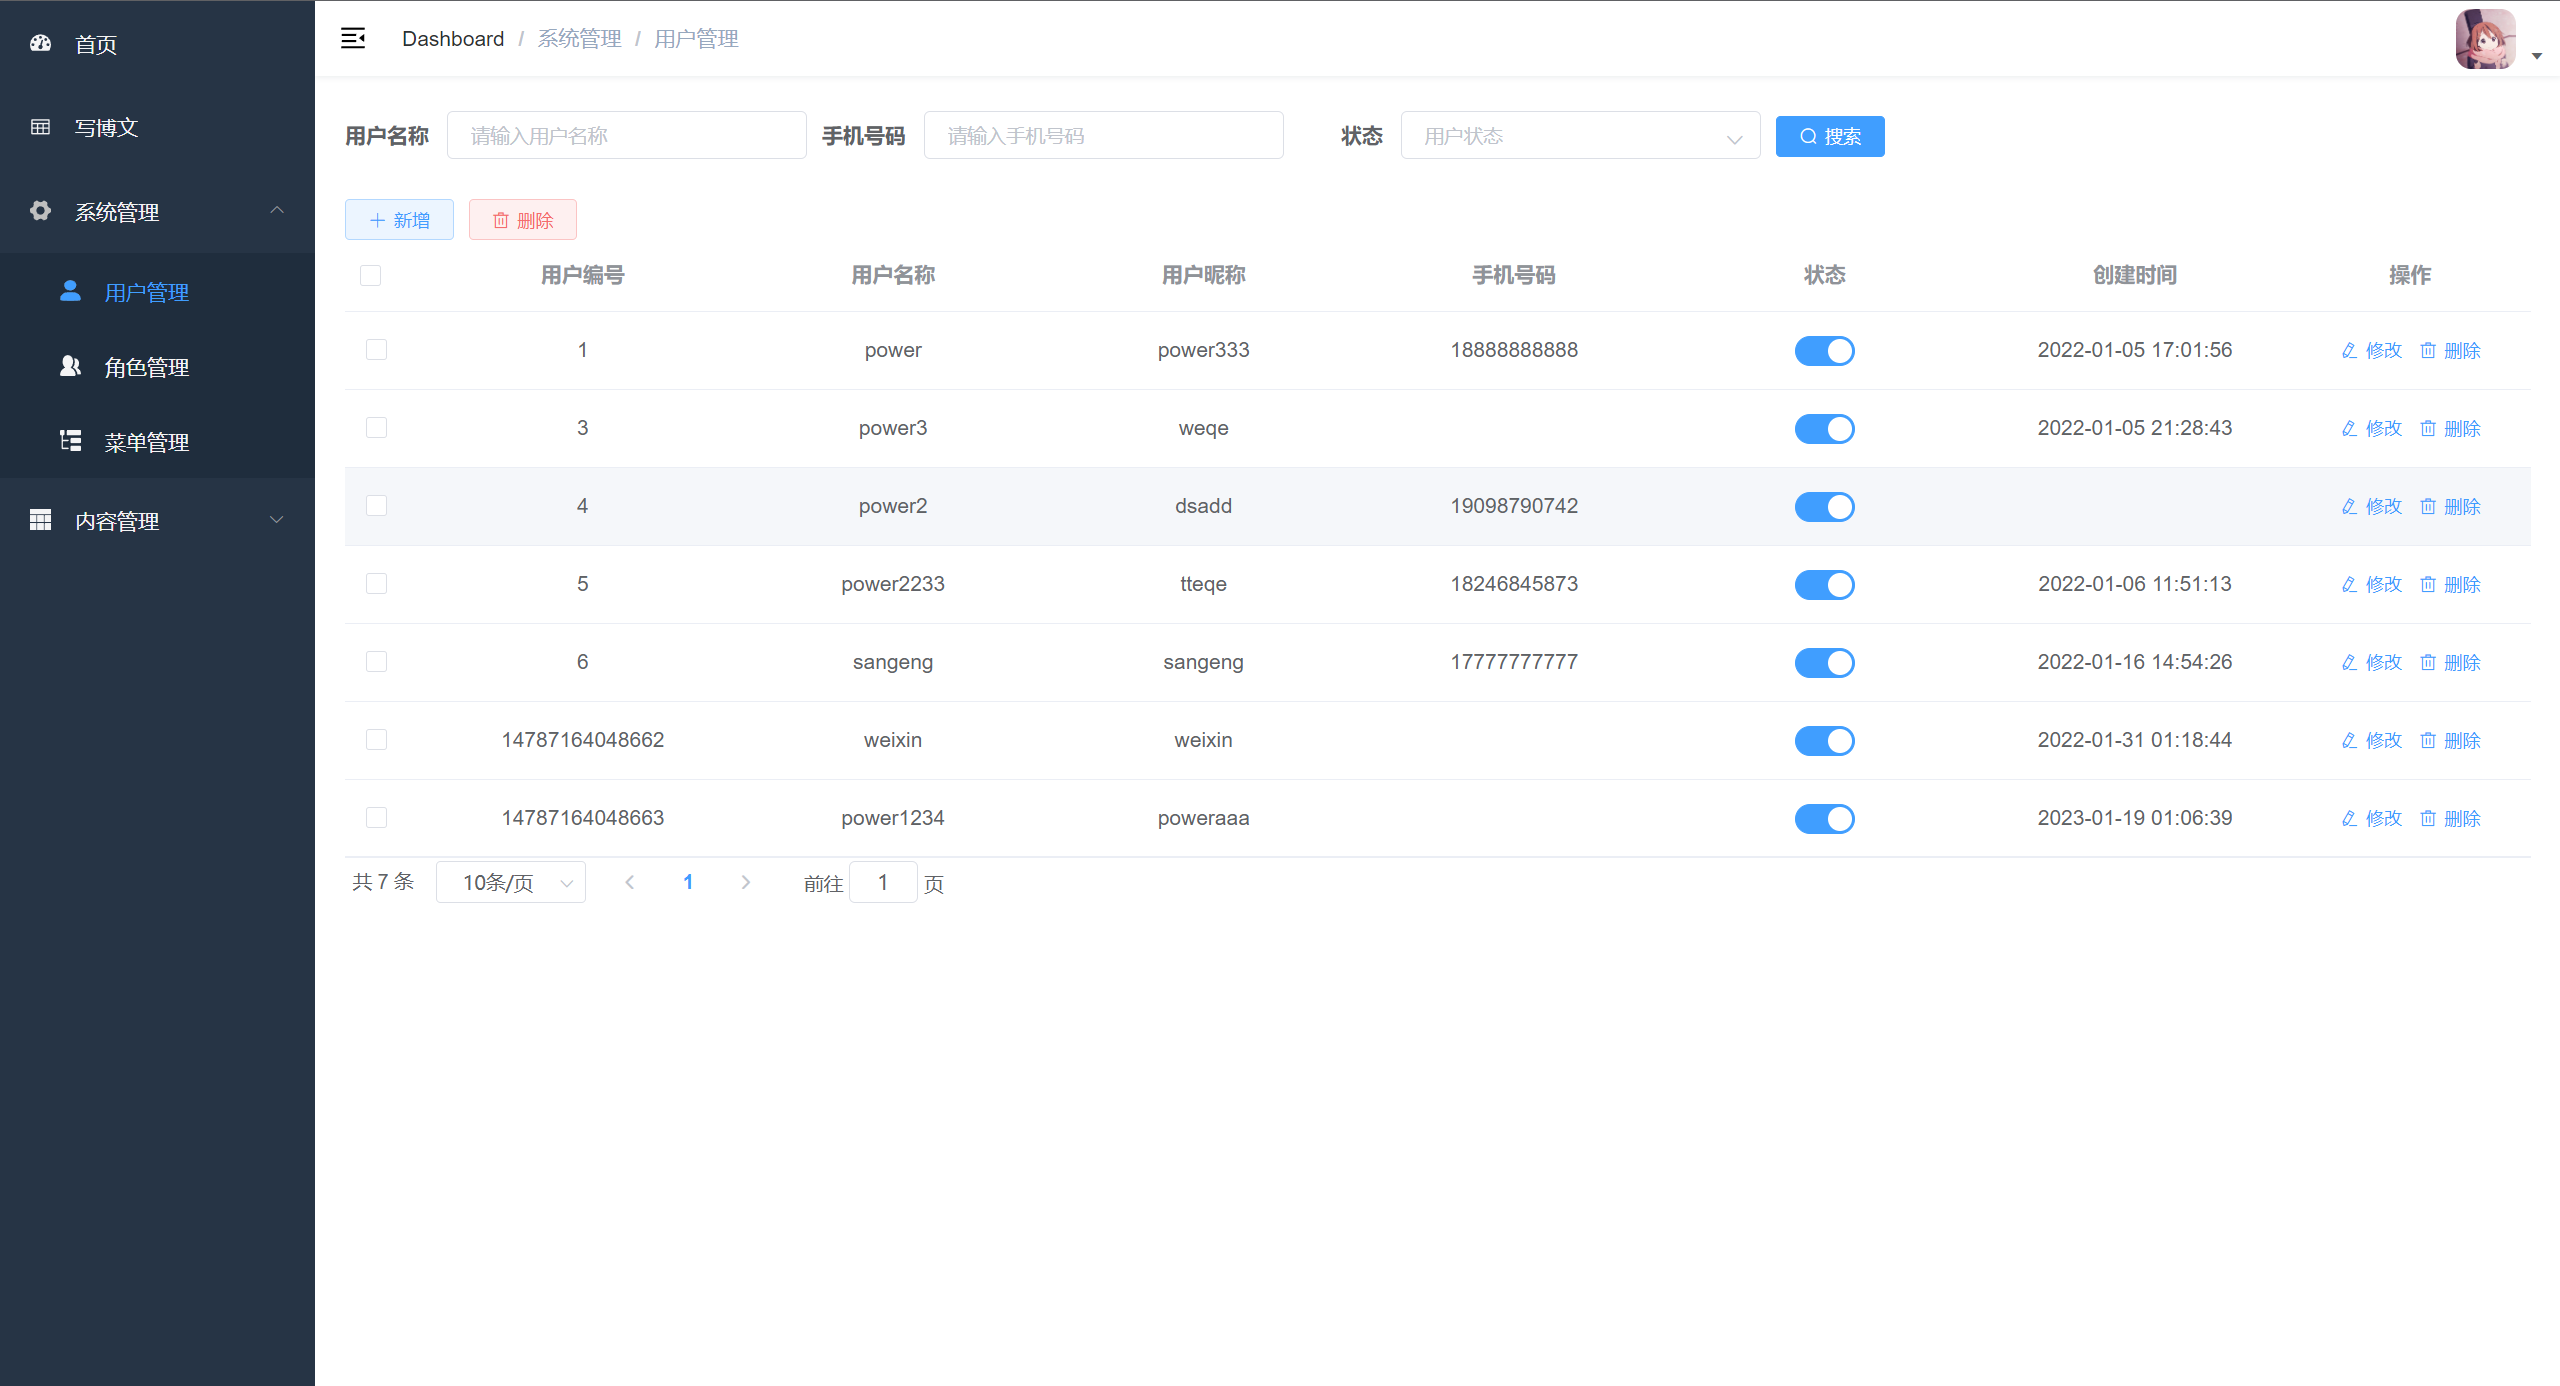 首页
写博文
系统管理
用户管理
角色管理
菜单管理
内容管理
Dashboard / 系统管理 / 用户管理
用户名称 请输入用户名称 手机号码 请输入手机号码 状态 用户状态 搜索
新增 删除
用户编号 用户名称 用户昵称 手机号码 状态 创建时间 操作
1 power power333 18888888888 2022-01-05 17:01:56 修改 删除
3 power3 weqe 2022-01-05 21:28:43 修改 删除
4 power2 dsadd 19098790742 修改 删除
5 power2233 tteqe 18246845873 2022-01-06 11:51:13 修改 删除
6 sangeng sangeng 17777777777 2022-01-16 14:54:26 修改 删除
14787164048662 weixin weixin 2022-01-31 01:18:44 修改 删除
14787164048663 power1234 poweraaa 2023-01-19 01:06:39 修改 删除
共 7 条 10条/页 1 前往 1 页